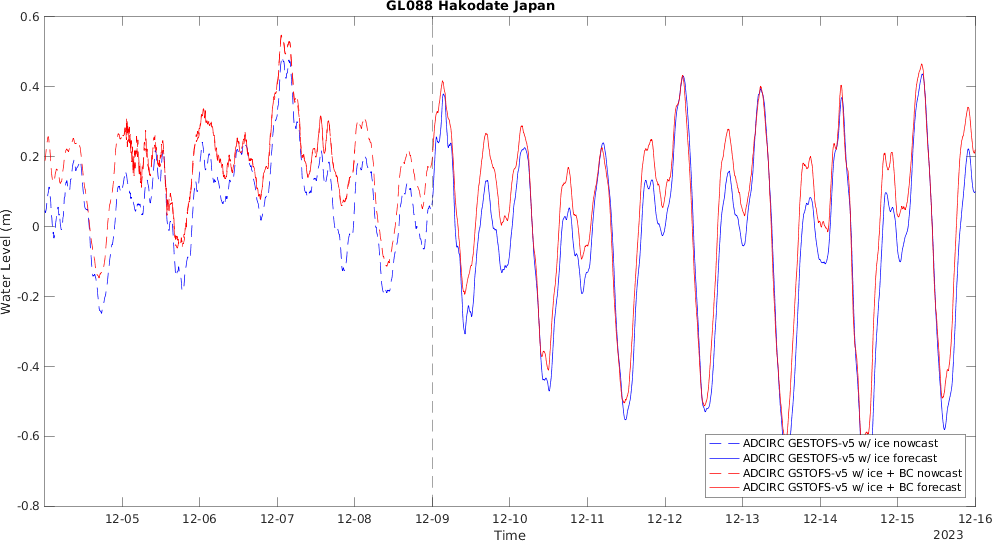 GL088 Hakodate Japan
0.6
0.4
0.2
0
-0.2
-0.4
-0.6
-0.8
Water Level (m)
ADCIRC GESTOFS-v5 w/ ice nowcast
ADCIRC GESTOFS-v5 w/ ice forecast
ADCIRC GSTOFS-v5 w/ ice + BC nowcast
ADCIRC GSTOFS-v5 w/ ice + BC forecast
12-05 12-06 12-07 12-08 12-09 12-10 12-11 12-12 12-13 12-14 12-15 12-16
Time
2023